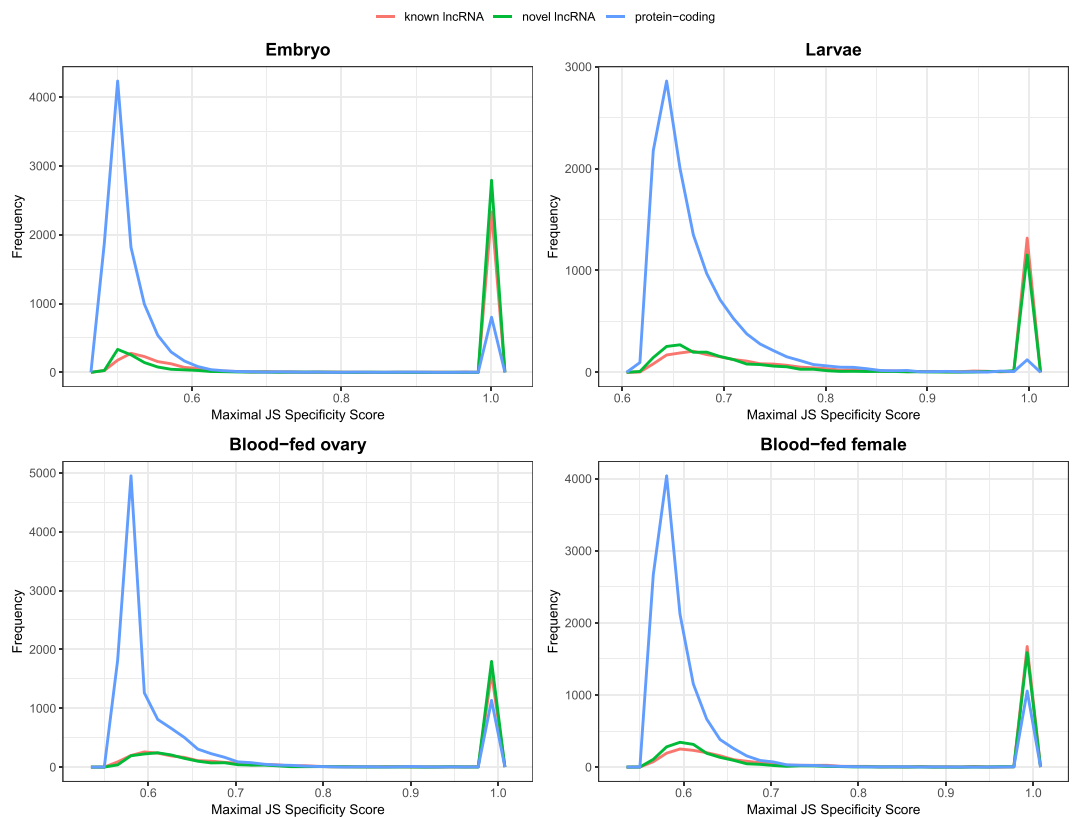 known lncRNA novel lncRNA protein−coding
Embryo
4000
3000
2000
1000
0
Frequency
0.6 0.8 1.0
Maximal JS Specificity Score
Larvae
3000
2000
1000
0
Frequency
0.6 0.7 0.8 0.9 1.0
Maximal JS Specificity Score
Blood−fed ovary
5000
4000
3000
2000
1000
0
Frequency
0.6 0.7 0.8 0.9 1.0
Maximal JS Specificity Score
Blood−fed female
4000
3000
2000
1000
0
Frequency
0.6 0.7 0.8 0.9 1.0
Maximal JS Specificity Score